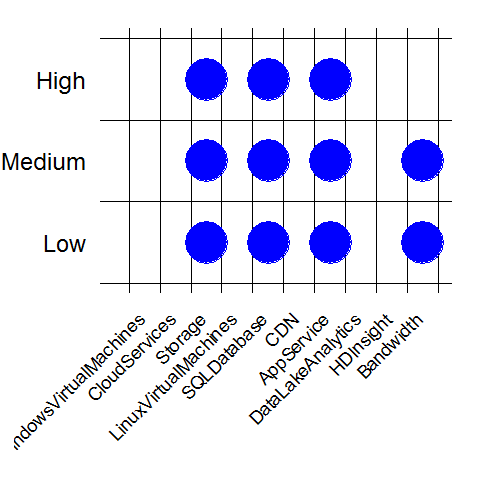 High
Medium
Low
ndowsVirtualMachines
CloudServices
Storage
LinuxVirtualMachines
SQLDatabase
CDN
AppService
DataLakeAnalytics
HDInsight
Bandwidth